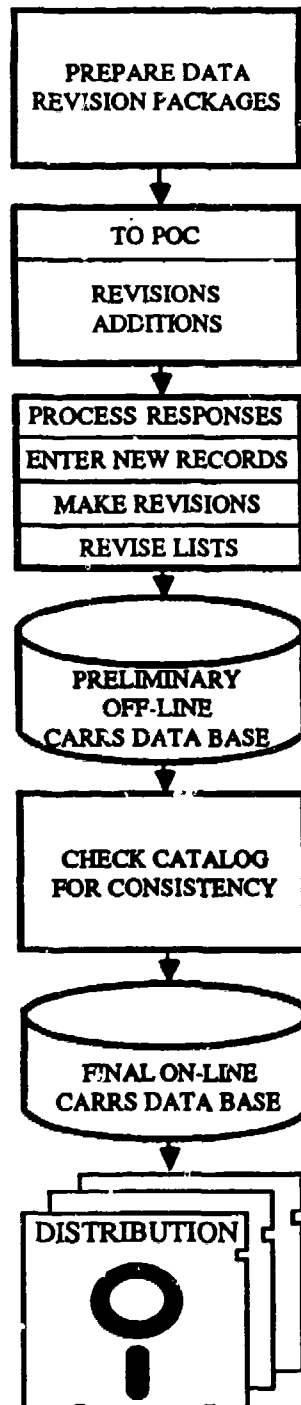 PREPARE DATA
REVISION PACKAGES
TO POC
REVISIONS
ADDITIONS
PROCESS RESPONSES
ENTER NEW RECORDS
MAKE REVISIONS
REVISE LISTS
PRELIMINARY
OFF-LINE
CARRS DATA BASE
CHECK CATALOG
FOR CONSISTENCY
FINAL ON-LINE
CARRS DATA BASE
DISTRIBUTION